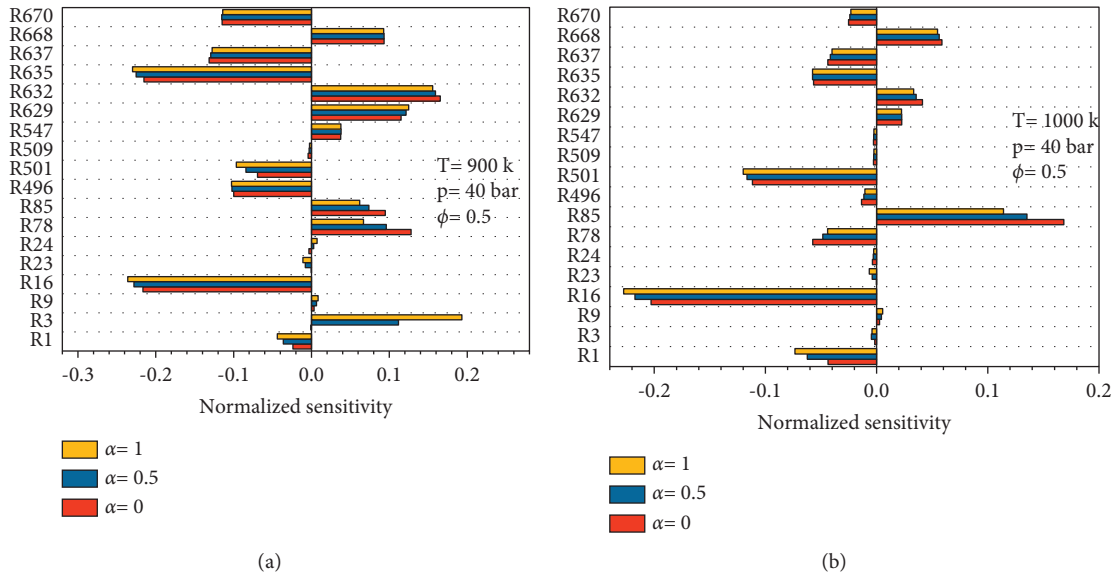 R670
R668
R637
R635
R632
R629
R547
R509
R501
R496
R85
R78
R24
R23
R16
R9
R3
R1
T= 900 k
p= 40 bar
ϕ= 0.5
-0.3 -0.2 -0.1 0.0 0.1 0.2
Normalized sensitivity
α= 1
α= 0.5
α= 0
(a)
R670
R668
R637
R635
R632
R629
R547
R509
R501
R496
R85
R78
R24
R23
R16
R9
R3
R1
T= 1000 k
p= 40 bar
ϕ= 0.5
-0.2 -0.1 0.0 0.1 0.2
Normalized sensitivity
α= 1
α= 0.5
α= 0
(b)